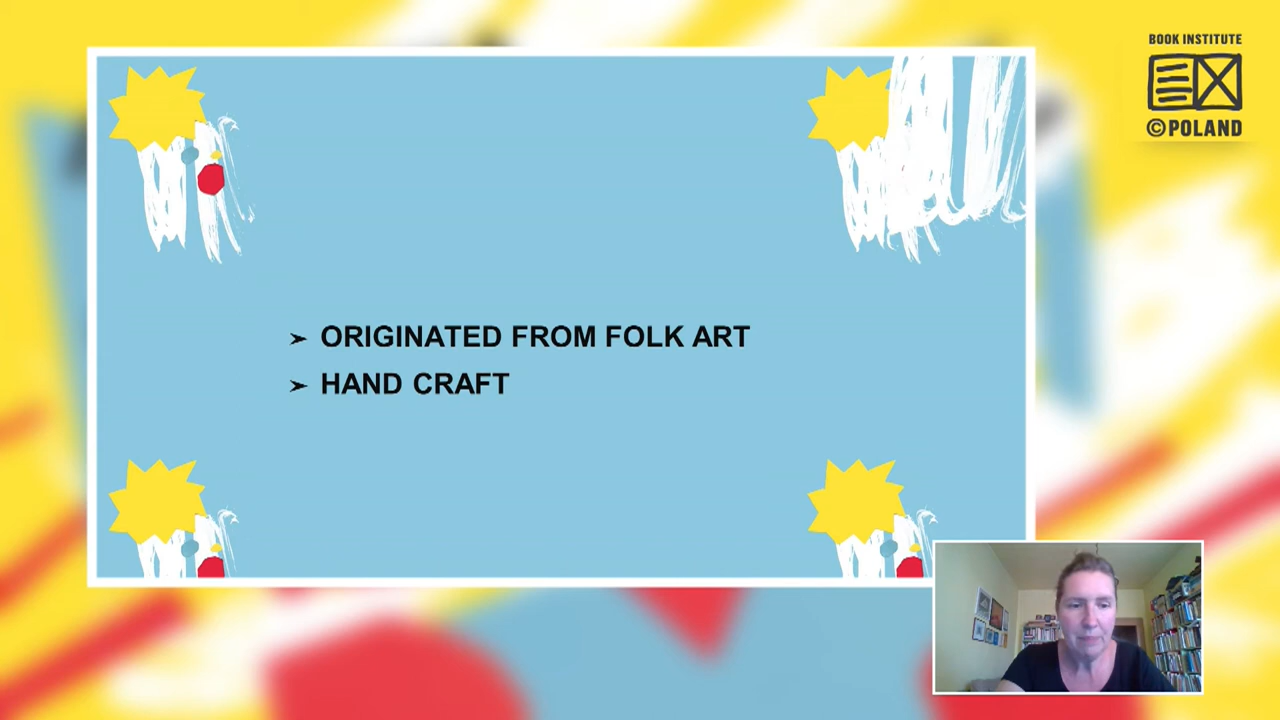 BOOK INSTITUTE
©POLAND
➢ ORIGINATED FROM FOLK ART
➢ HAND CRAFT